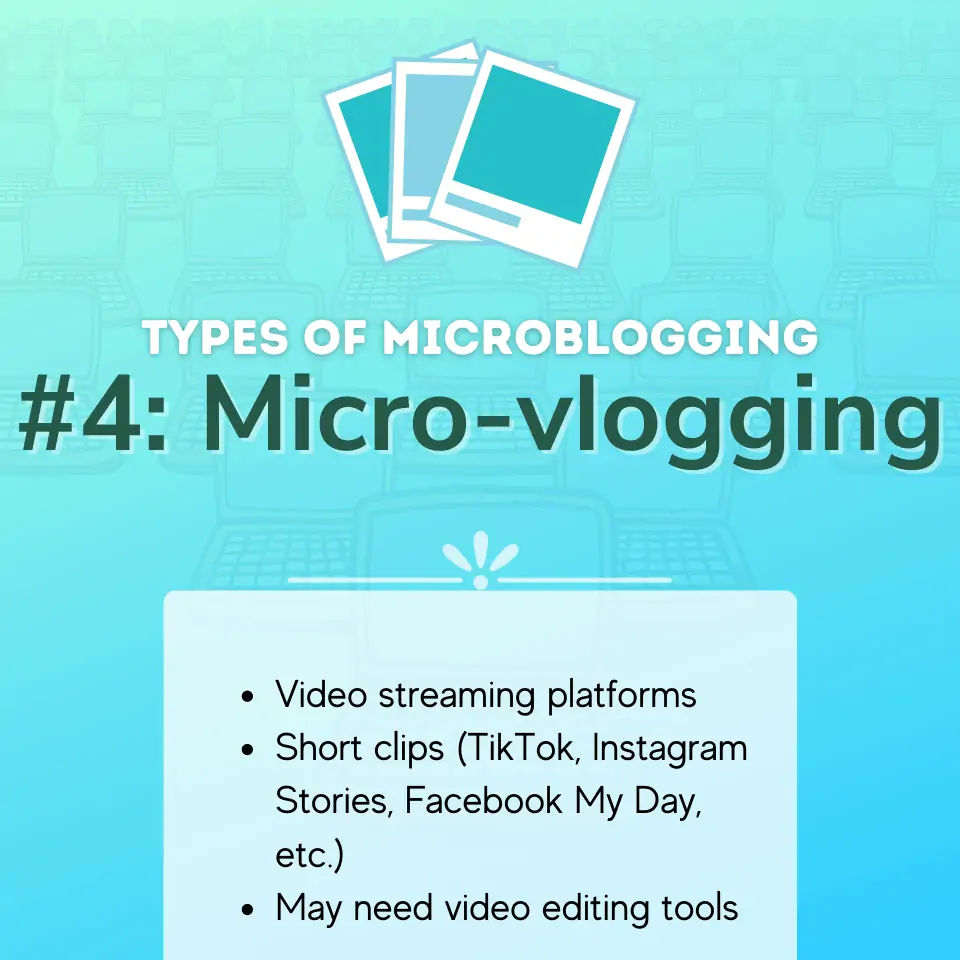 TYPES OF MICROBLOGGING
#4: Micro-vlogging
• Video streaming platforms
• Short clips (TikTok, Instagram
Stories, Facebook My Day,
etc.)
• May need video editing tools